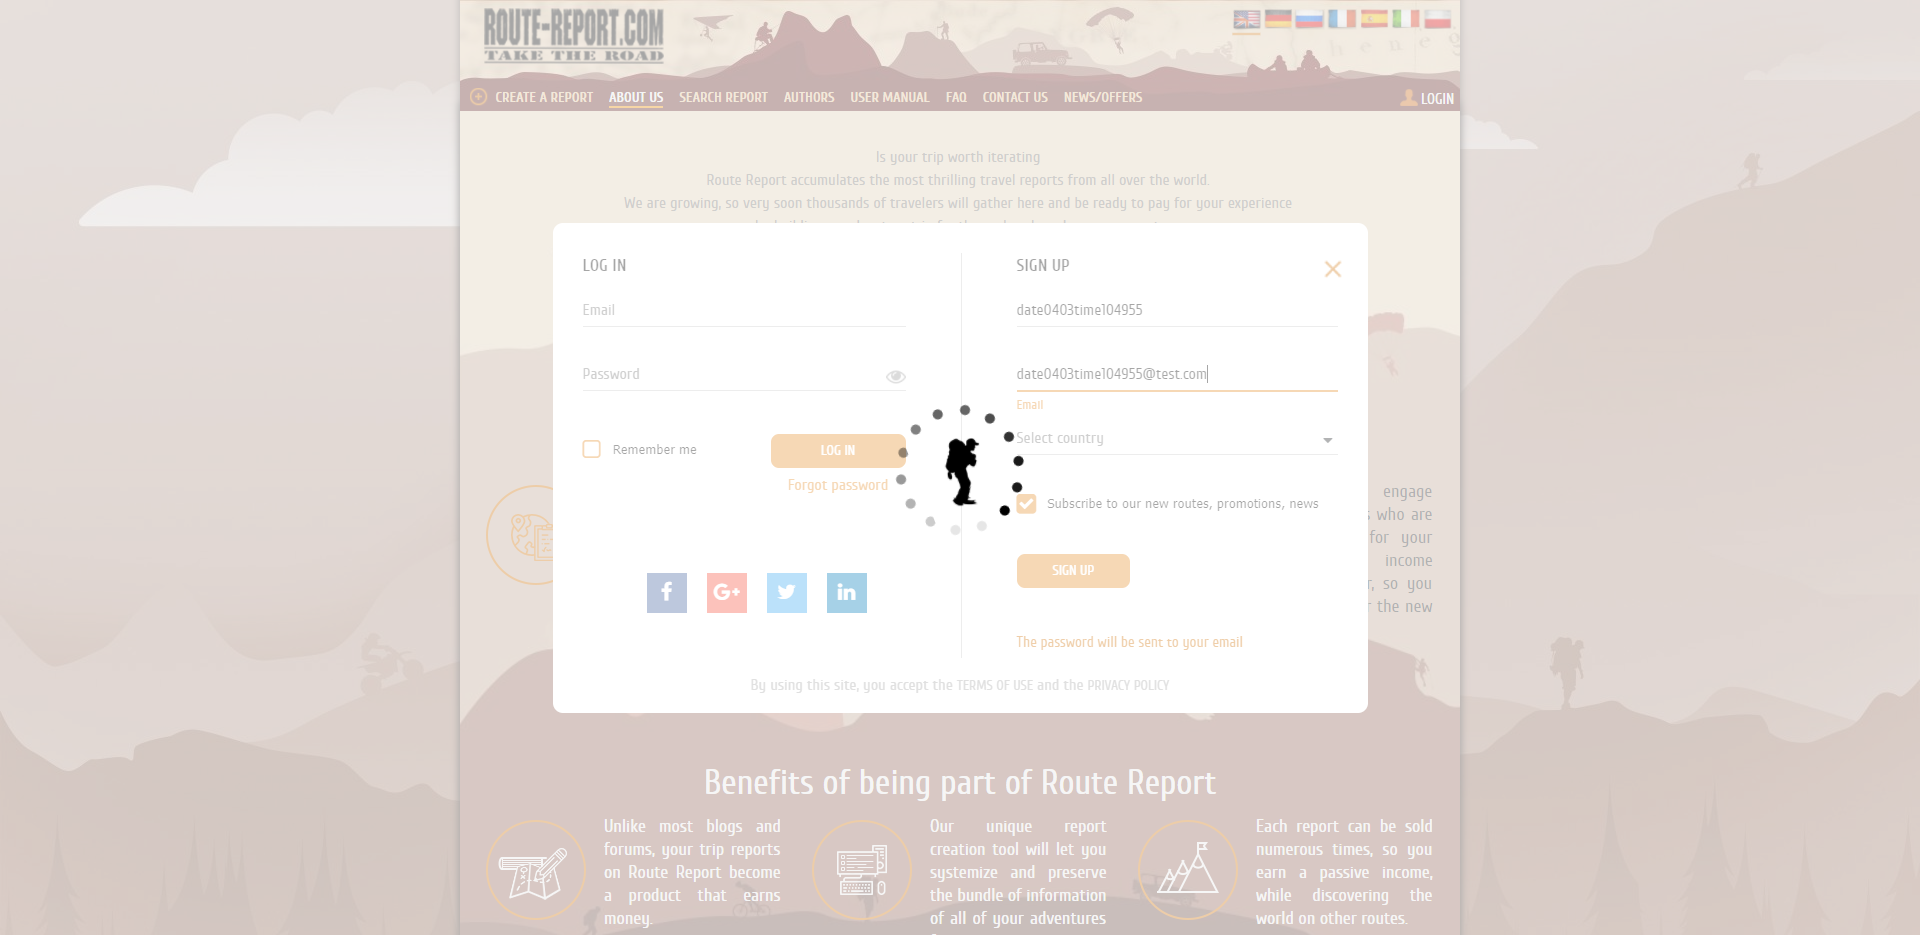 ROUTE-REPORT.COM
TAKE THE ROAD
CREATE A REPORT ABOUT US SEARCH REPORT AUTHORS USER MANUAL FAQ CONTACT US NEWS/OFFERS LOGIN
Is your trip worth iterating
Route Report accumulates the most thrilling travel reports from all over the world.
We are growing, so very soon thousands of travelers will gather here and be ready to pay for your experience
LOG IN
Email
Password
Remember me
LOG IN
Forgot password
SIGN UP
date0403time104955
date0403time104955@test.com
Email
Select country
Subscribe to our new routes, promotions, news
SIGN UP
The password will be sent to your email
By using this site, you accept the TERMS OF USE and the PRIVACY POLICY
engage
who are
for your
income
so you
the new
Benefits of being part of Route Report
Unlike most blogs and
forums, your trip reports
on Route Report become
a product that earns
money.
Our unique report
creation tool will let you
systemize and preserve
the bundle of information
of all of your adventures
Each report can be sold
numerous times, so you
earn a passive income,
while discovering the
world on other routes.